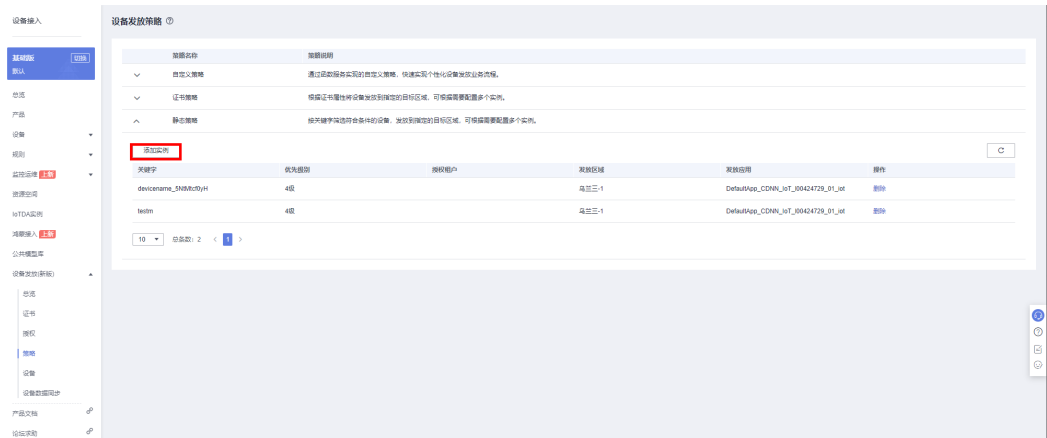 设备接入
基础版 切换
默认
总览
产品
设备
规则
监控运维 上新
资源空间
IoTDA实例
鸿蒙接入 上新
公共模型库
设备发放(新版)
总览
证书
授权
策略
设备
设备数据同步
产品文档
论坛求助
设备发放策略
策略名称 策略说明
自定义策略 通过函数服务实现的自定义策略，快速实现个性化设备发放业务流程。
证书策略 根据证书属性将设备发放到指定的目标区域，可根据需要配置多个实例。
静态策略 按关键字筛选符合条件的设备，发放到指定的目标区域，可根据需要配置多个实例。
添加实例
关键字 优先级别 授权租户 发放区域 发放应用 操作
devicename_5NtMtcf0yH 4级 乌兰三-1 DefaultApp_CDNN_IoT_l00424729_01_iot 删除
testm 4级 乌兰三-1 DefaultApp_CDNN_IoT_l00424729_01_iot 删除
10 总条数: 2 < 1 >